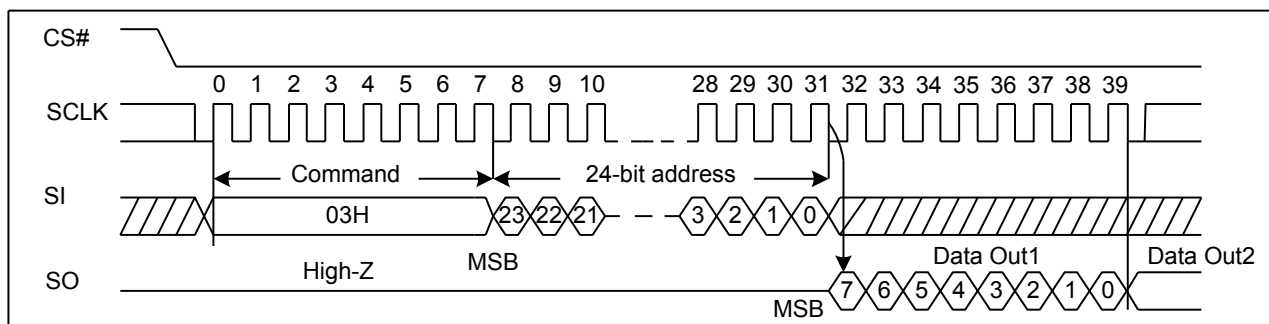 CS#
0 1 2 3 4 5 6 7 8 9 10 28 29 30 31 32 33 34 35 36 37 38 39
SCLK
Command 24-bit address
SI
03H 23 22 21 3 2 1 0
MSB
High-Z
Data Out1 Data Out2
SO
7 6 5 4 3 2 1 0
MSB